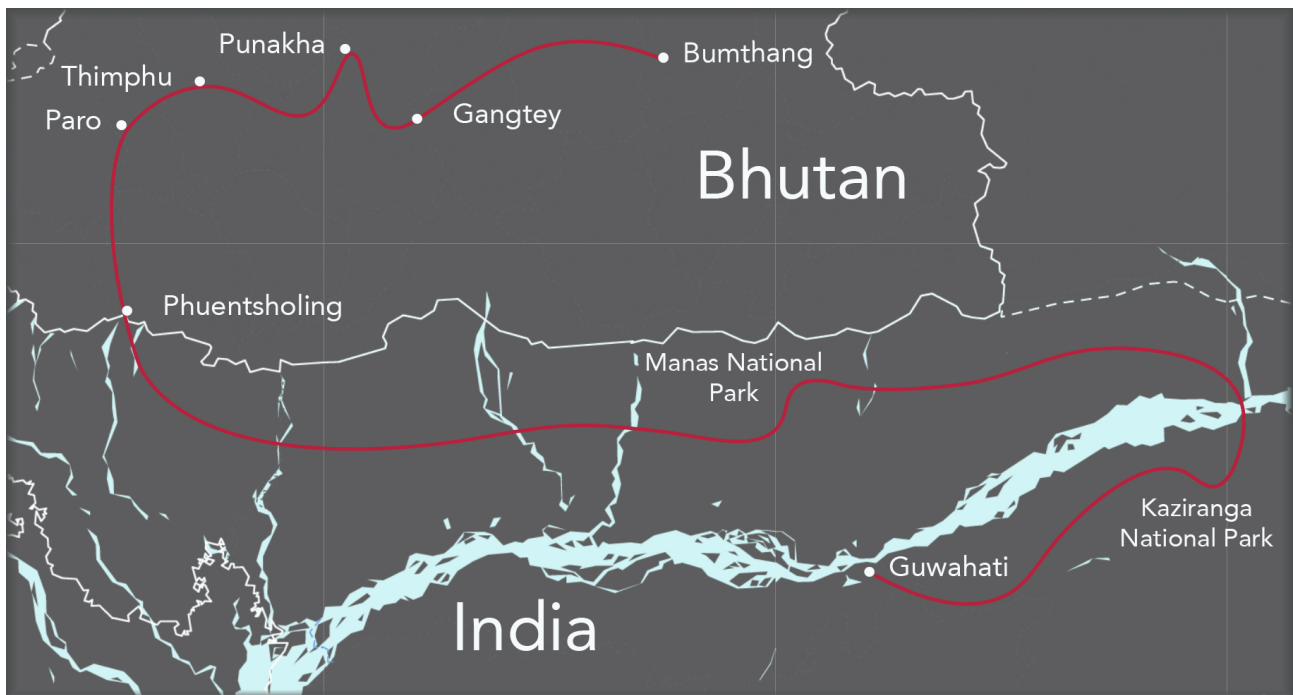 Punakha
Bumthang
Thimphu
Paro
Gangtey
Bhutan
Phuentsholing
Manas National
Park
Kaziranga
National Park
Guwahati
India